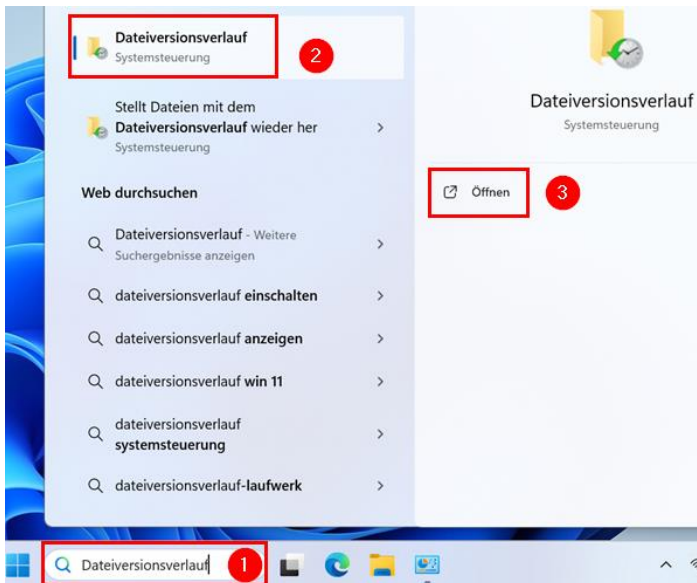 Dateiversionsverlauf
Systemsteuerung
2
Stellt Dateien mit dem
Dateiversionsverlauf wieder her
Systemsteuerung
Web durchsuchen
Dateiversionsverlauf - Weitere
Suchergebnisse anzeigen
dateiversionsverlauf einschalten
dateiversionsverlauf anzeigen
dateiversionsverlauf win 11
dateiversionsverlauf
systemsteuerung
dateiversionsverlauf-laufwerk
Dateiversionsverlauf
Systemsteuerung
Öffnen
3
Dateiversionsverlauf
1